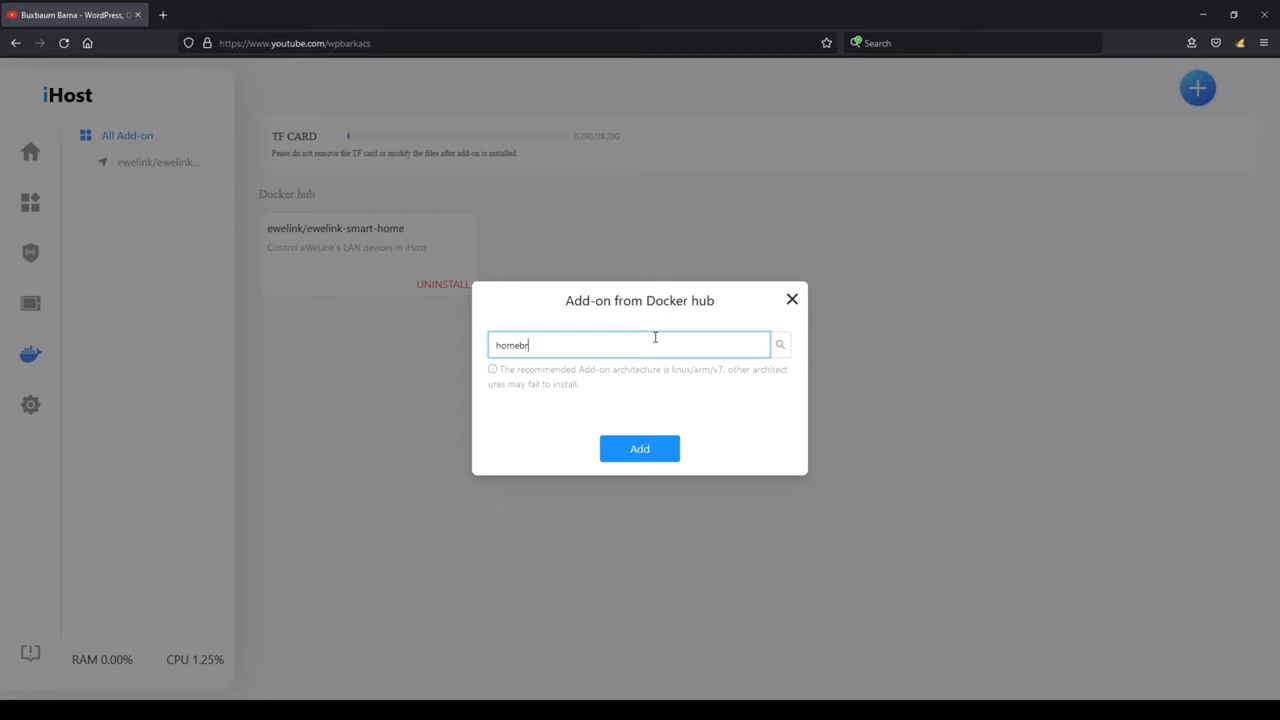 Buxbaum Barna - WordPress, C
https://www.youtube.com/wpbarkacs
Search
iHost
All Add-on
ewelink/ewelink...
TF CARD
0.20G/28.20G
Pease do not remove the TF card or modify the files after add-on is installed.
Docker hub
ewelink/ewelink-smart-home
Control eWeLink's LAN devices in iHost
UNINSTALL
Add-on from Docker hub
homebr
The recommended Add-on architecture is linux/arm/v7, other architect
ures may fail to install.
Add
RAM 0.00%
CPU 1.25%